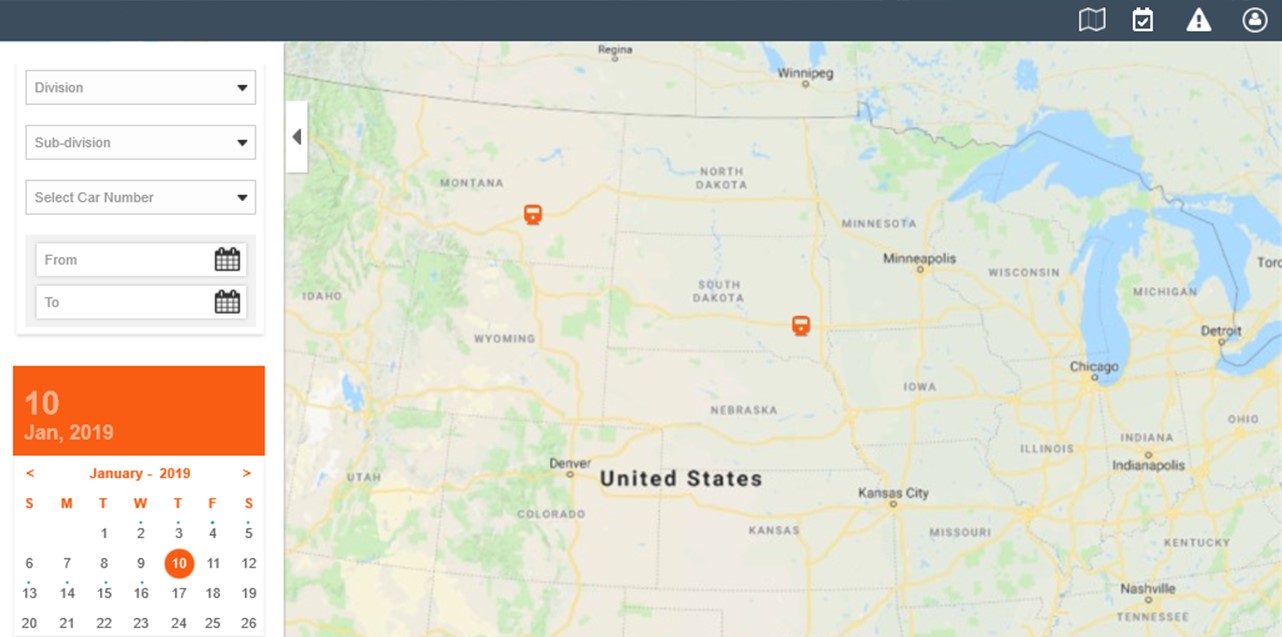 Division
Sub-division
Select Car Number
From
To
10
Jan, 2019
< January - 2019 >
S M T W T F S
1 2 3 4 5
6 7 8 9 10 11 12
13 14 15 16 17 18 19
20 21 22 23 24 25 26
Regina
Winnipeg
MONTANA
NORTH
DAKOTA
MINNESOTA
Minneapolis
WISCONSIN
MICHIGAN
Toro
IDAHO
SOUTH
DAKOTA
WYOMING
Detroit
Chicago
IOWA
NEBRASKA
OHIO
ILLINOIS
INDIANA
Indianapolis
UTAH
Denver
United States
Kansas City
COLORADO
KANSAS
MISSOURI
KENTUCKY
Nashville
TENNESSEE